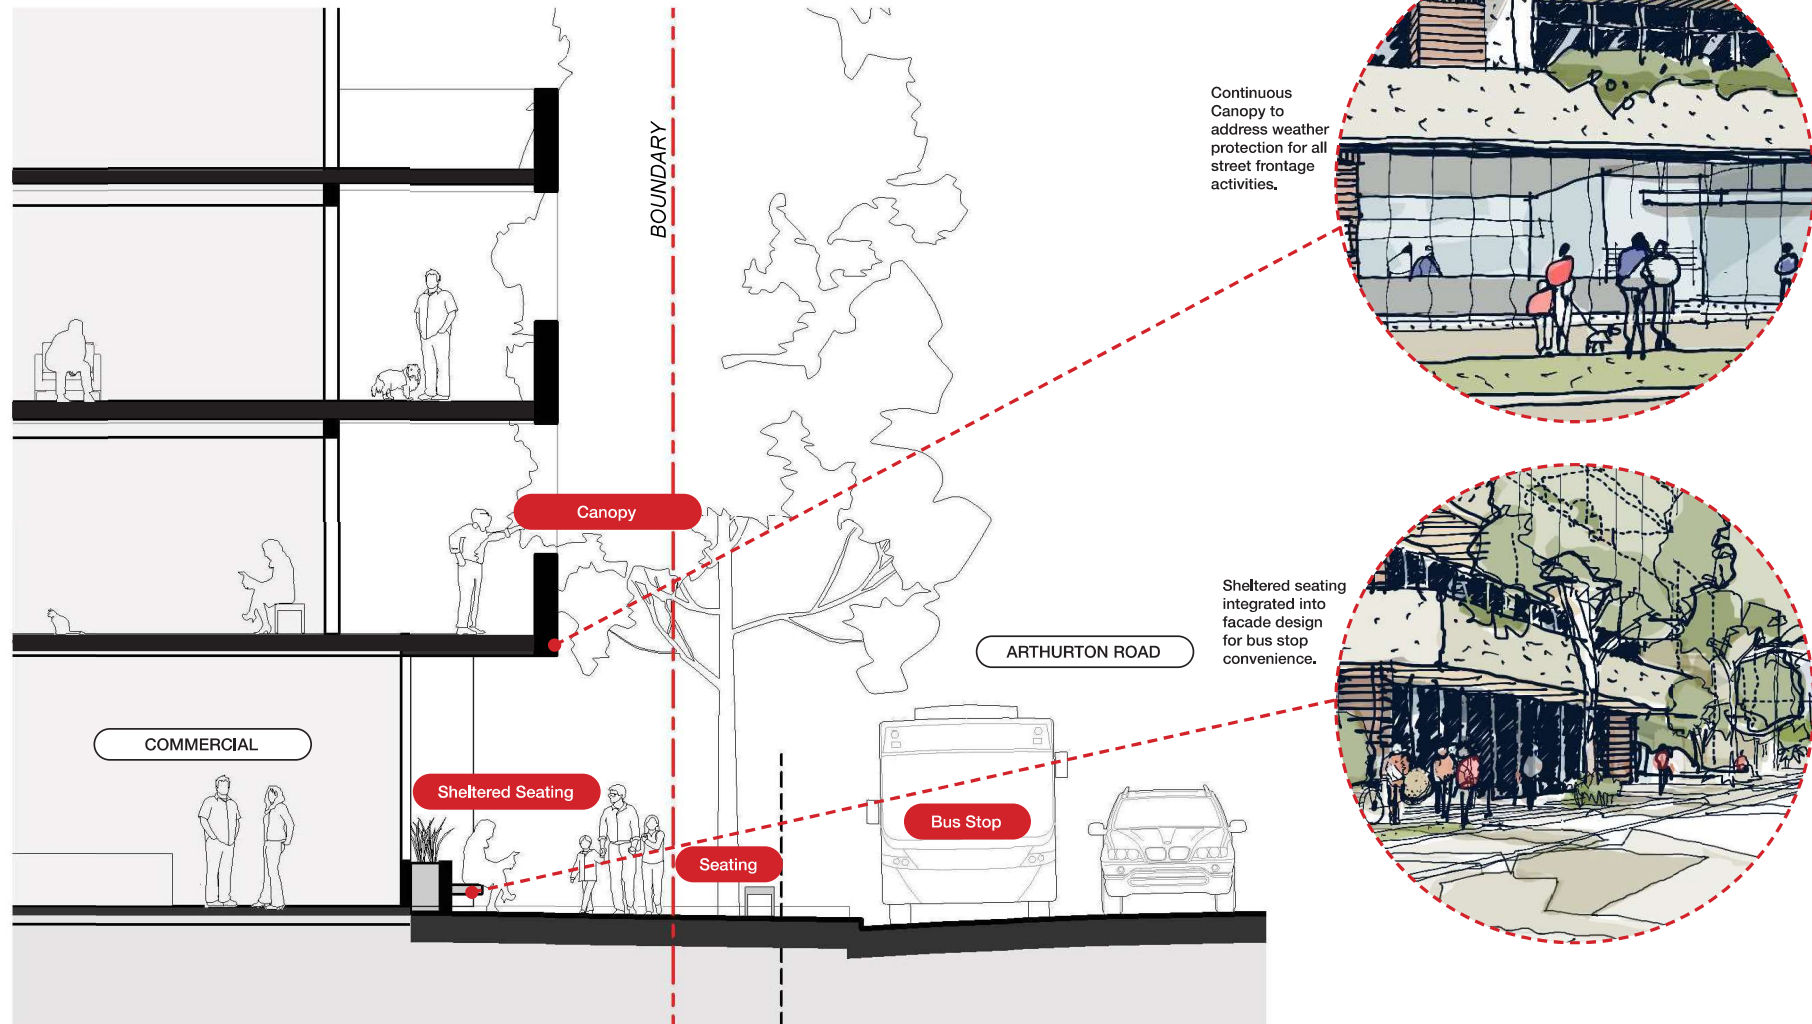 BOUNDARY
Continuous
Canopy to
address weather
protection for all
street frontage
activities.
Canopy
Sheltered seating
integrated into
facade design
for bus stop
convenience.
ARTHURTON ROAD
COMMERCIAL
Sheltered Seating
Bus Stop
Seating